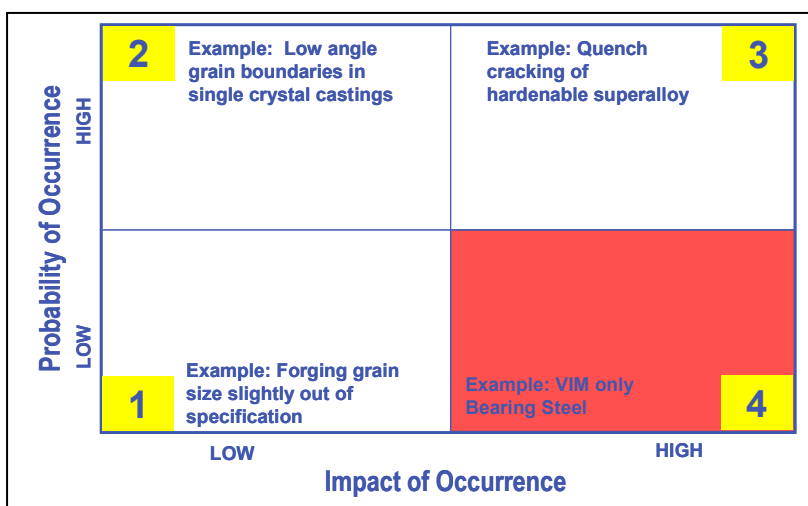 2
Example: Low angle
grain boundaries in
single crystal castings
Example: Quench
cracking of
hardenable superalloy
3
Probability of Occurrence
HIGH
LOW
1
Example: Forging grain
size slightly out of
specification
Example: VIM only
Bearing Steel
4
LOW
HIGH
Impact of Occurrence